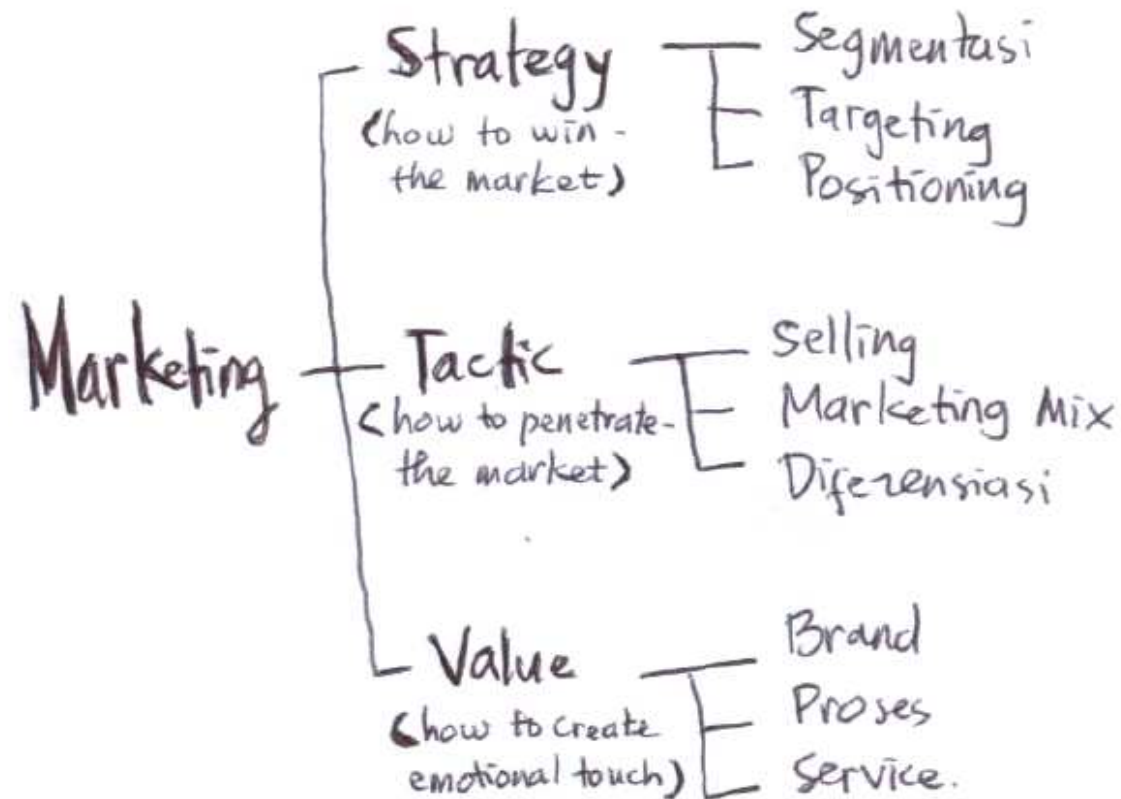 Marketing
Strategy
(how to win -
the market)
Segmentasi
Targeting
Positioning
Tactic
(how to penetrate-
the market)
Selling
Marketing Mix
Diferensiasi
Value
(how to create
emotional touch)
Brand
Proses
Service.